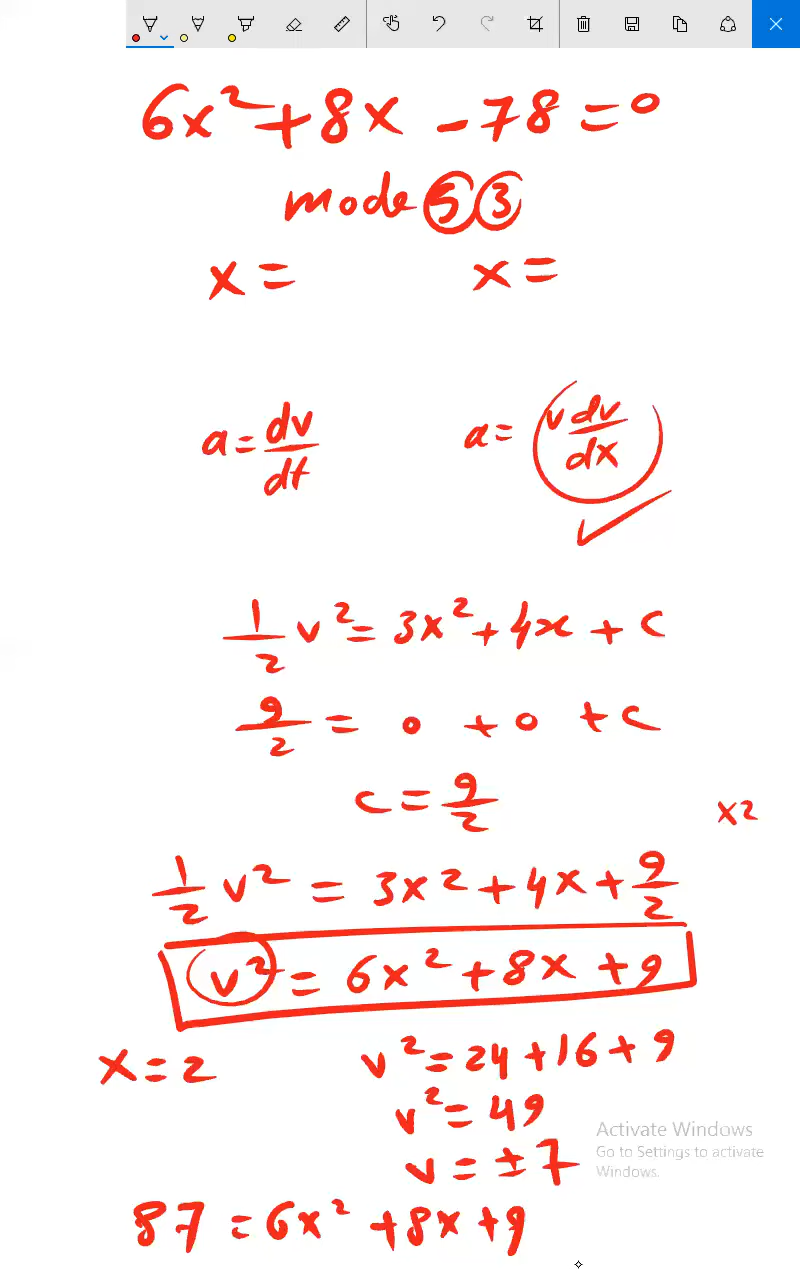 6x² + 8x - 78 = 0
mode ⑤ ③
x =        x =
a = dv/dt        a = v dv/dx ✓
1/2 v² = 3x² + 4x + c
9/2 = 0 + 0 + c
c = 9/2
x2
1/2 v² = 3x² + 4x + 9/2
v² = 6x² + 8x + 9
x = 2        v² = 24 + 16 + 9
v² = 49
v = ± 7
87 = 6x² + 8x + 9
Activate Windows
Go to Settings to activate
Windows.